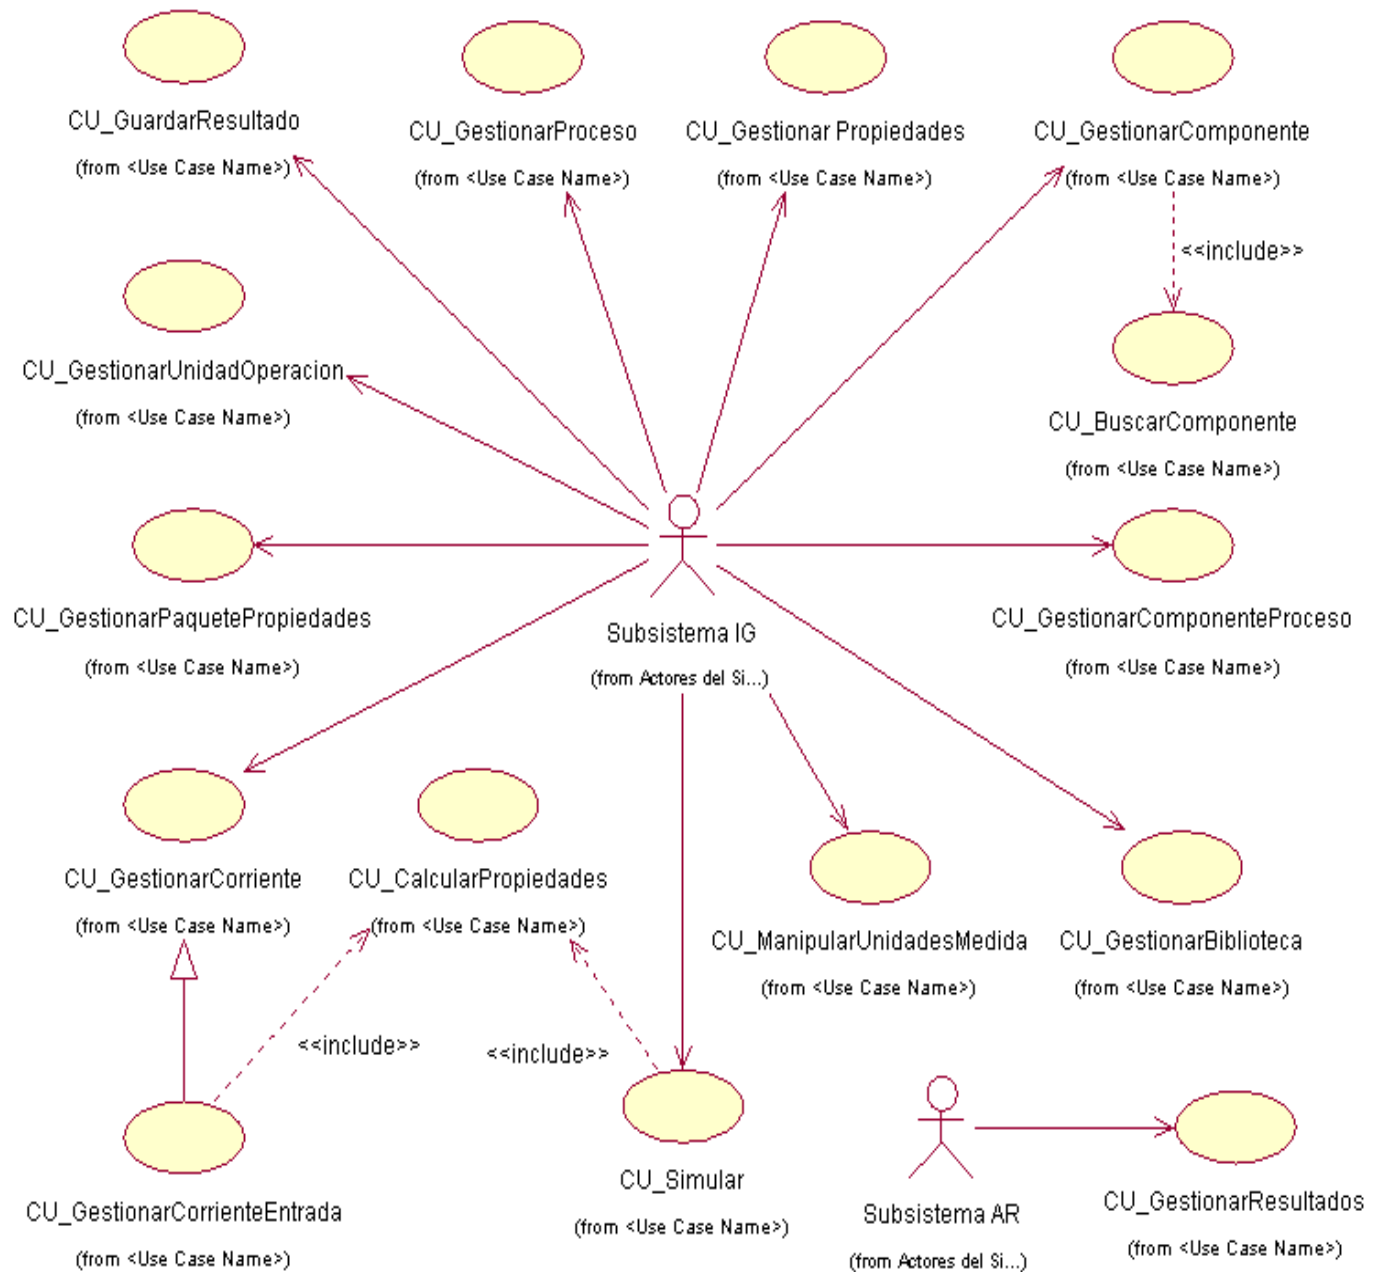 CU_GuardarResultado
(from <Use Case Name>)
CU_GestionarProceso
(from <Use Case Name>)
CU_Gestionar Propiedades
(from <Use Case Name>)
CU_GestionarComponente
(from <Use Case Name>)
<<include>>
CU_GestionarUnidadOperacion
(from <Use Case Name>)
CU_BuscarComponente
(from <Use Case Name>)
CU_GestionarPaquetePropiedades
(from <Use Case Name>)
Subsistema IG
(from Actores del Si...)
CU_GestionarComponenteProceso
(from <Use Case Name>)
CU_GestionarCorriente
(from <Use Case Name>)
CU_CalcularPropiedades
(from <Use Case Name>)
CU_ManipularUnidadesMedida
(from <Use Case Name>)
CU_GestionarBiblioteca
(from <Use Case Name>)
<<include>>
<<include>>
CU_GestionarCorrienteEntrada
(from <Use Case Name>)
CU_Simular
(from <Use Case Name>)
Subsistema AR
(from Actores del Si...)
CU_GestionarResultados
(from <Use Case Name>)